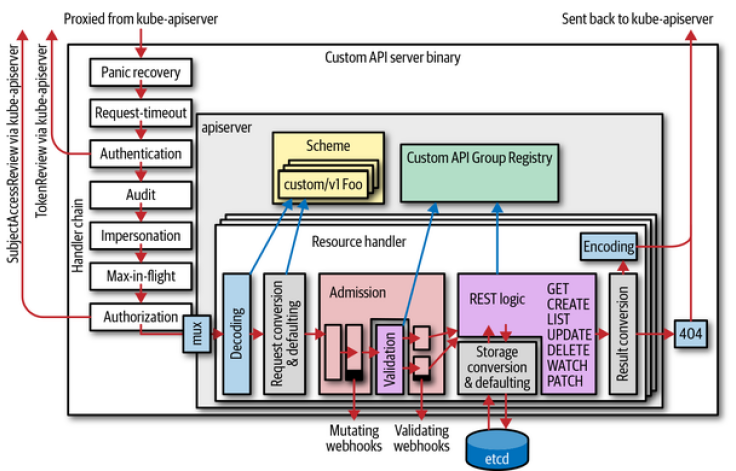 Proxied from kube-apiserver
Sent back to kube-apiserver
SubjectAccessReview via kube-apiserver
TokenReview via kube-apiserver
Custom API server binary
Handler chain
Panic recovery
Request-timeout
Authentication
Audit
Impersonation
Max-in-flight
Authorization
mux
apiserver
Scheme
custom/v1 Foo
Custom API Group Registry
Resource handler
Decoding
Request conversion
& defaulting
Admission
Validation
REST logic
GET
CREATE
LIST
UPDATE
DELETE
WATCH
PATCH
Storage
conversion
& defaulting
Result conversion
Encoding
404
Mutating
webhooks
Validating
webhooks
etcd